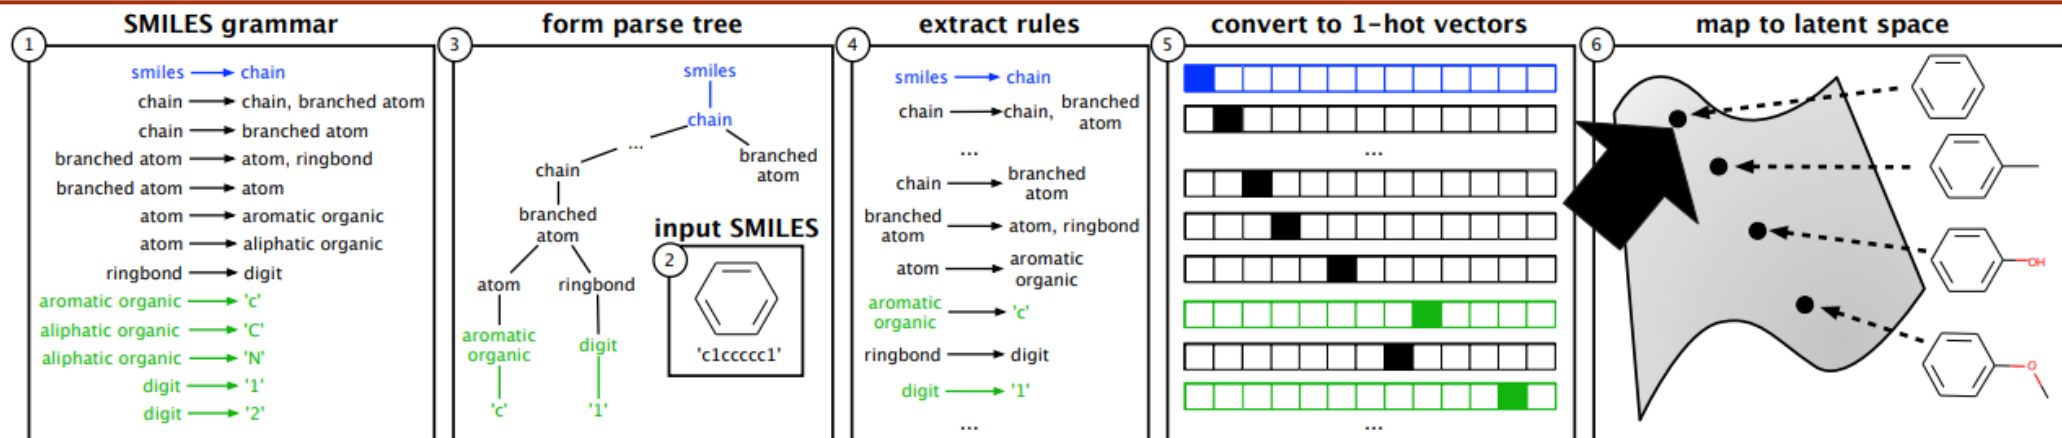 SMILES grammar
1
smiles → chain
chain → chain, branched atom
chain → branched atom
branched atom → atom, ringbond
branched atom → atom
atom → aromatic organic
atom → aliphatic organic
ringbond → digit
aromatic organic → 'c'
aliphatic organic → 'C'
aliphatic organic → 'N'
digit → '1'
digit → '2'
input SMILES
2
'c1ccccc1'
form parse tree
3
smiles
chain
...
chain
branched
atom
branched
atom
atom
ringbond
aromatic
organic
digit
'c'
'1'
extract rules
4
smiles → chain
chain → chain, branched
atom
...
chain → branched
atom
branched
atom → atom, ringbond
atom → aromatic
organic
aromatic
organic → 'c'
ringbond → digit
digit → '1'
...
convert to 1-hot vectors
5
...
...
map to latent space
6
OH
O